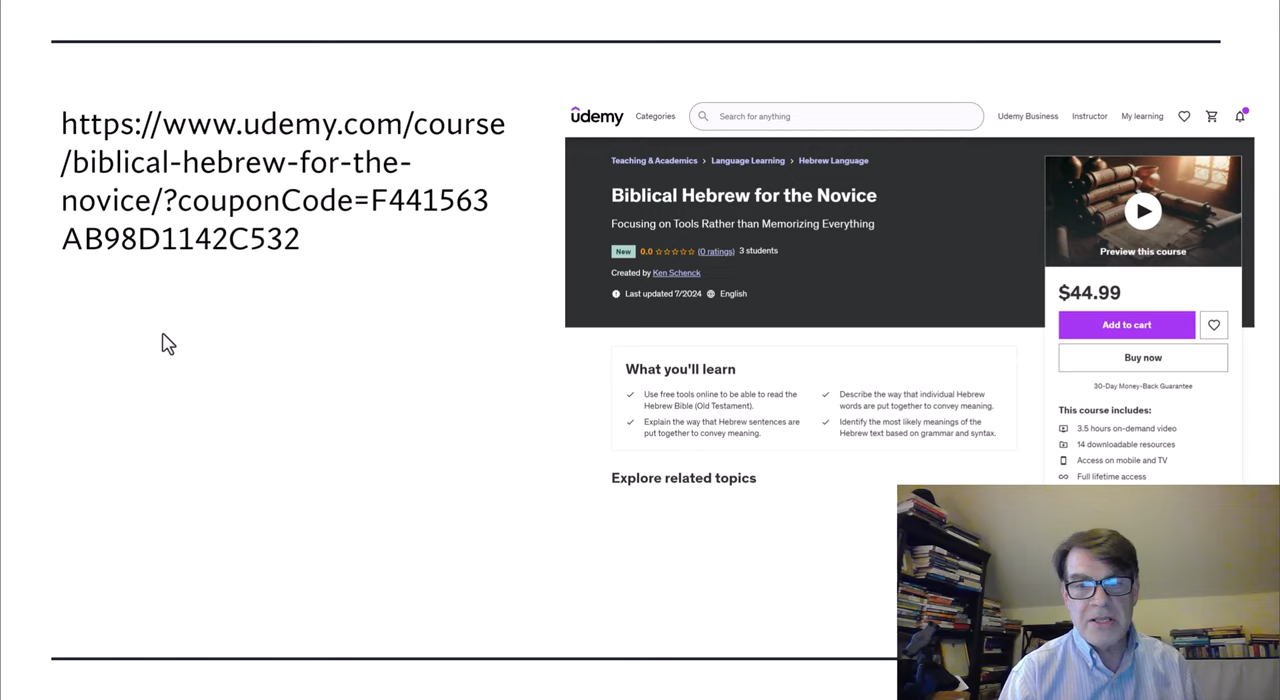 https://www.udemy.com/course
/biblical-hebrew-for-the-
novice/?couponCode=F441563
AB98D1142C532
udemy Categories Search for anything Udemy Business Instructor My learning
Teaching & Academics > Language Learning > Hebrew Language
Biblical Hebrew for the Novice
Focusing on Tools Rather than Memorizing Everything
New 0.0 (0 ratings) 3 students
Created by Ken Schenck
Last updated 7/2024 English
Preview this course
$44.99
Add to cart
Buy now
30-Day Money-Back Guarantee
This course includes:
3.5 hours on-demand video
14 downloadable resources
Access on mobile and TV
Full lifetime access
What you'll learn
Use free tools online to be able to read the
Hebrew Bible (Old Testament).
Explain the way that Hebrew sentences are
put together to convey meaning.
Describe the way that individual Hebrew
words are put together to convey meaning.
Identify the most likely meanings of the
Hebrew text based on grammar and syntax.
Explore related topics